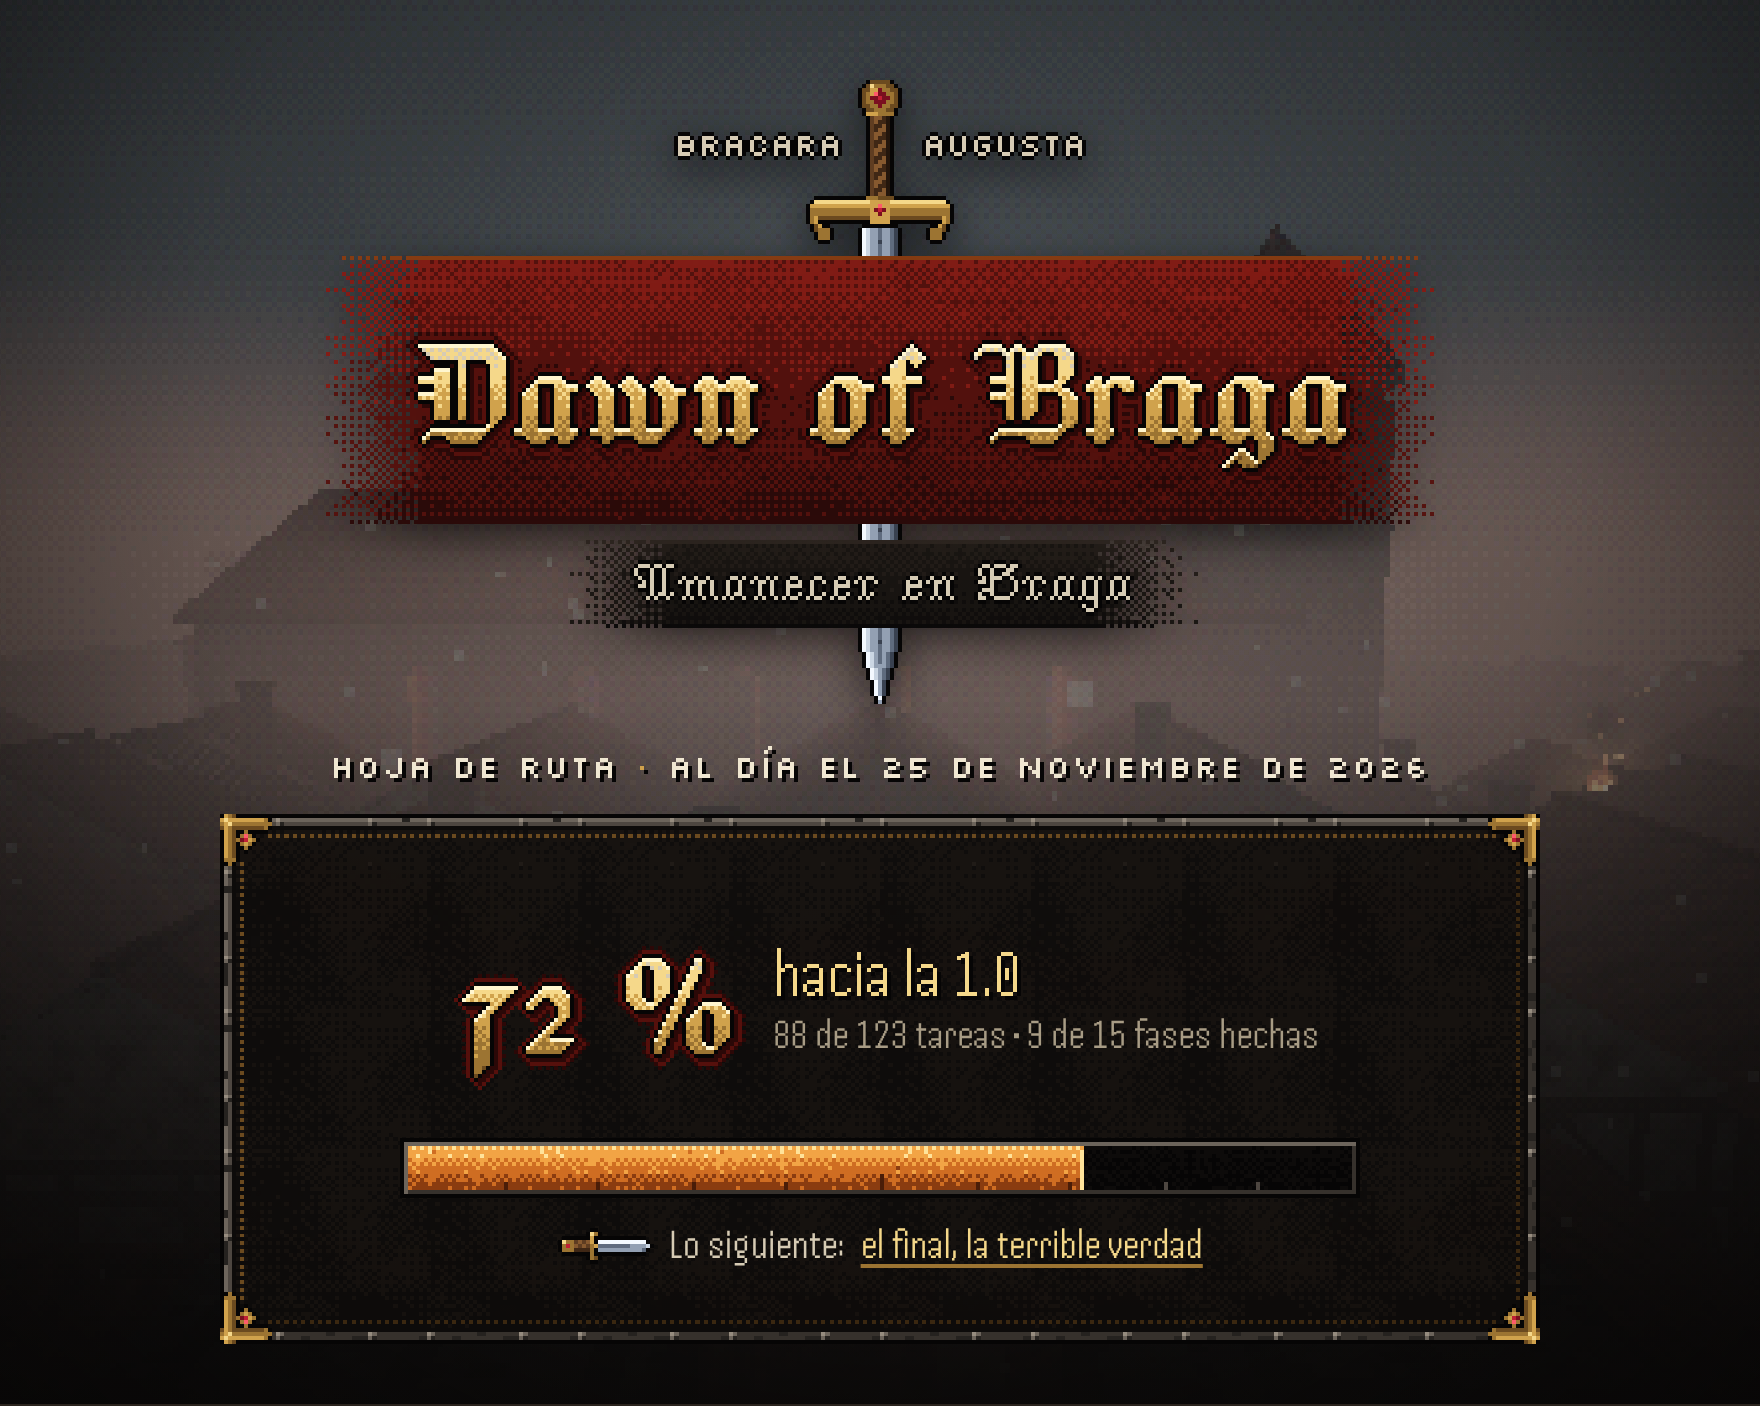 BRACARA AUGUSTA
Dawn of Braga
Amanecer en Braga
HOJA DE RUTA · AL DÍA EL 25 DE NOVIEMBRE DE 2026
72 %
hacia la 1.0
88 de 123 tareas · 9 de 15 fases hechas
Lo siguiente: el final, la terrible verdad